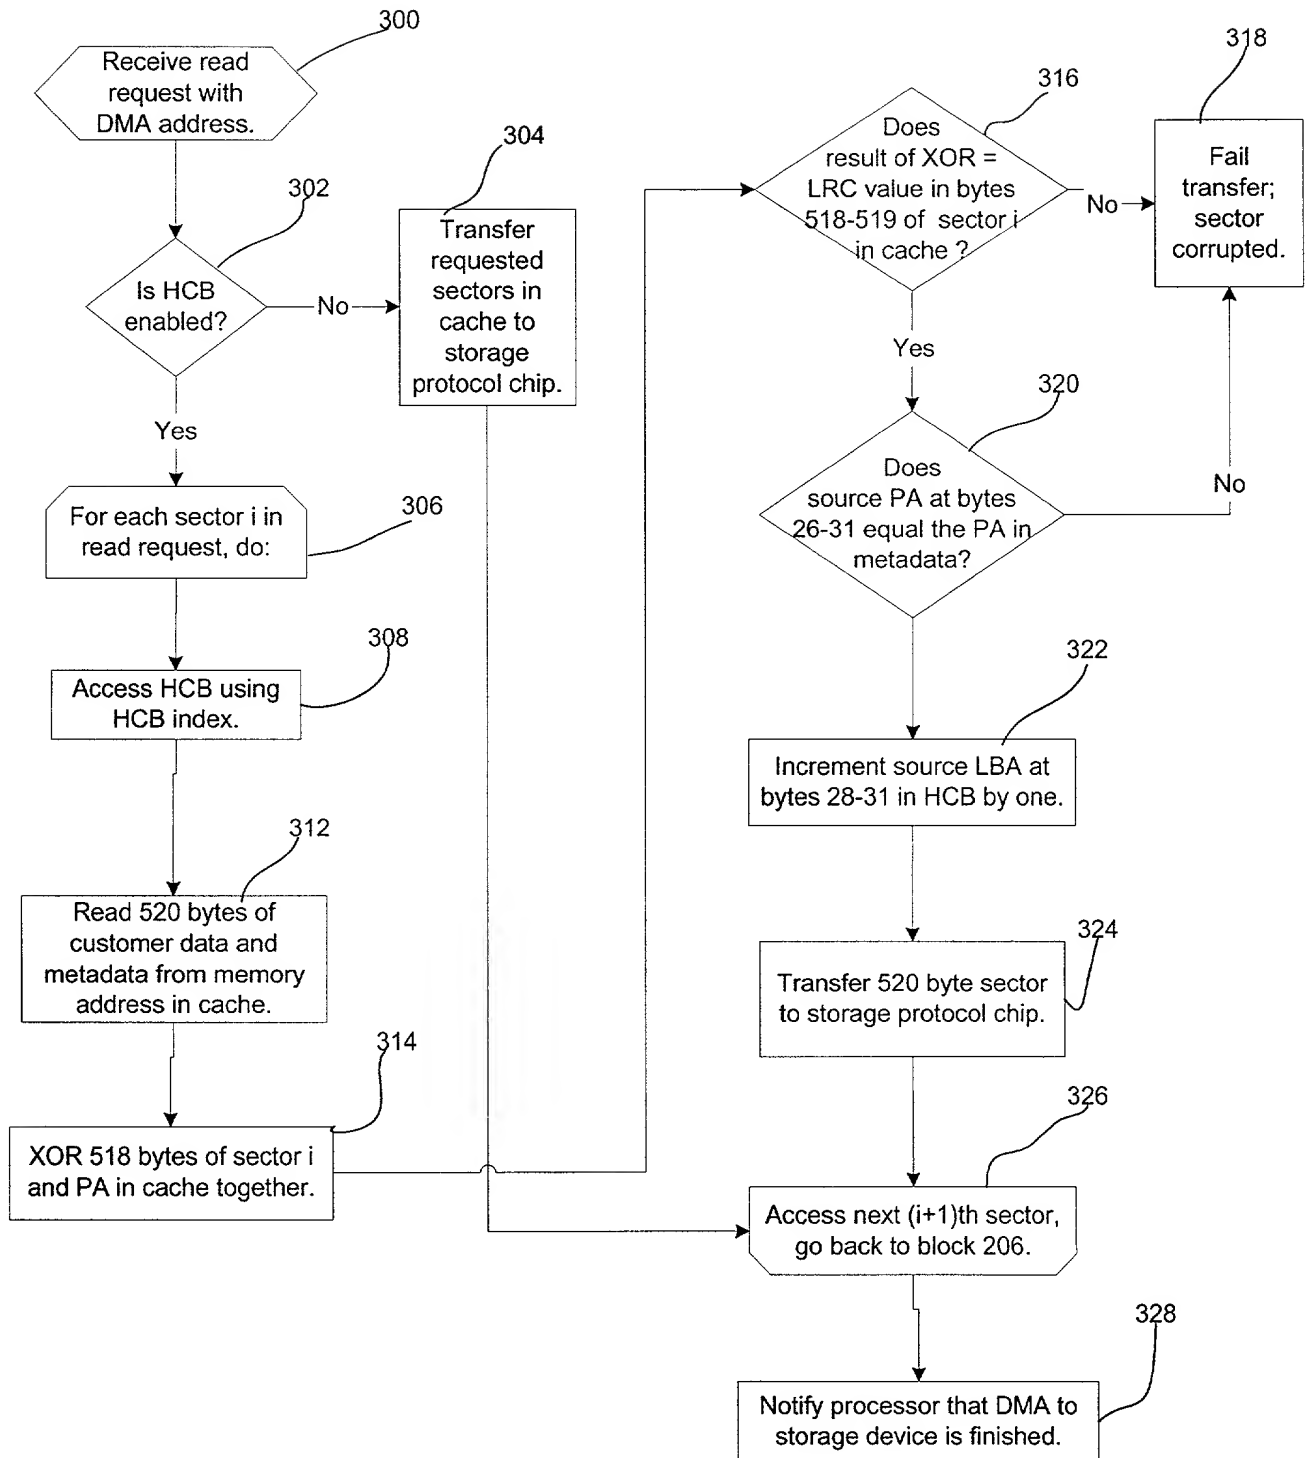 300
Receive read
request with
DMA address.
302
Is HCB
enabled?
No
304
Transfer
requested
sectors in
cache to
storage
protocol chip.
Yes
306
For each sector i in
read request, do:
308
Access HCB using
HCB index.
312
Read 520 bytes of
customer data and
metadata from memory
address in cache.
314
XOR 518 bytes of sector i
and PA in cache together.
316
Does
result of XOR =
LRC value in bytes
518-519 of sector i
in cache ?
No
318
Fail
transfer;
sector
corrupted.
Yes
320
Does
source PA at bytes
26-31 equal the PA in
metadata?
No
322
Increment source LBA at
bytes 28-31 in HCB by one.
324
Transfer 520 byte sector
to storage protocol chip.
326
Access next (i+1)th sector,
go back to block 206.
328
Notify processor that DMA to
storage device is finished.